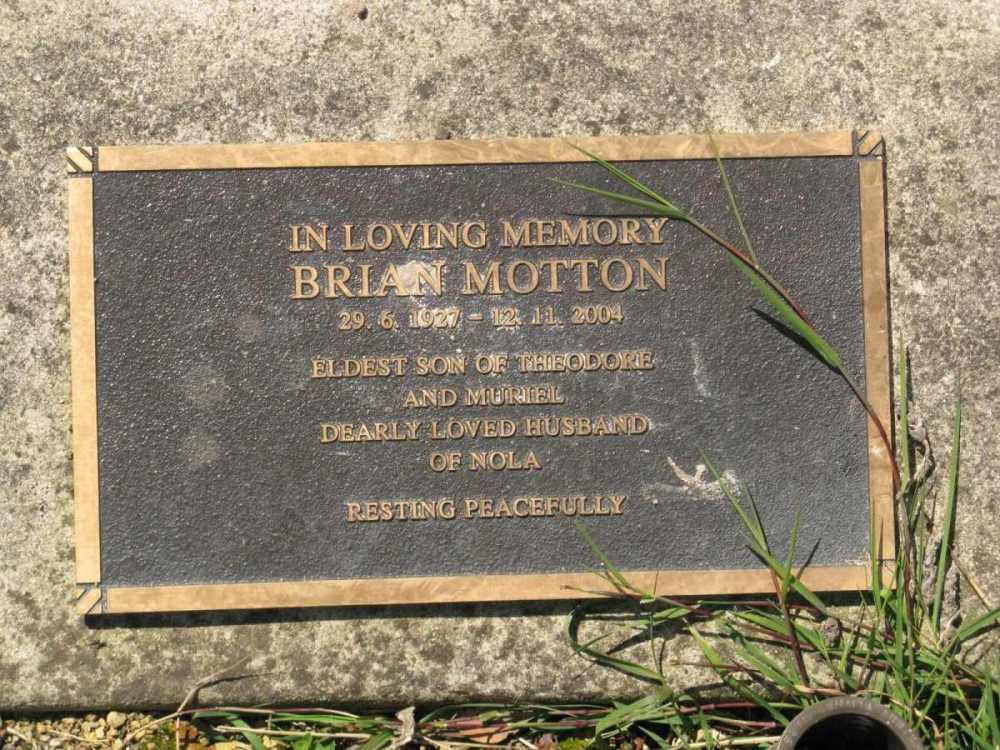 IN LOVING MEMORY
BRIAN MOTTON
29. 6. 1927 - 12. 11. 2004
ELDEST SON OF THEODORE
AND MURIEL
DEARLY LOVED HUSBAND
OF NOLA
RESTING PEACEFULLY